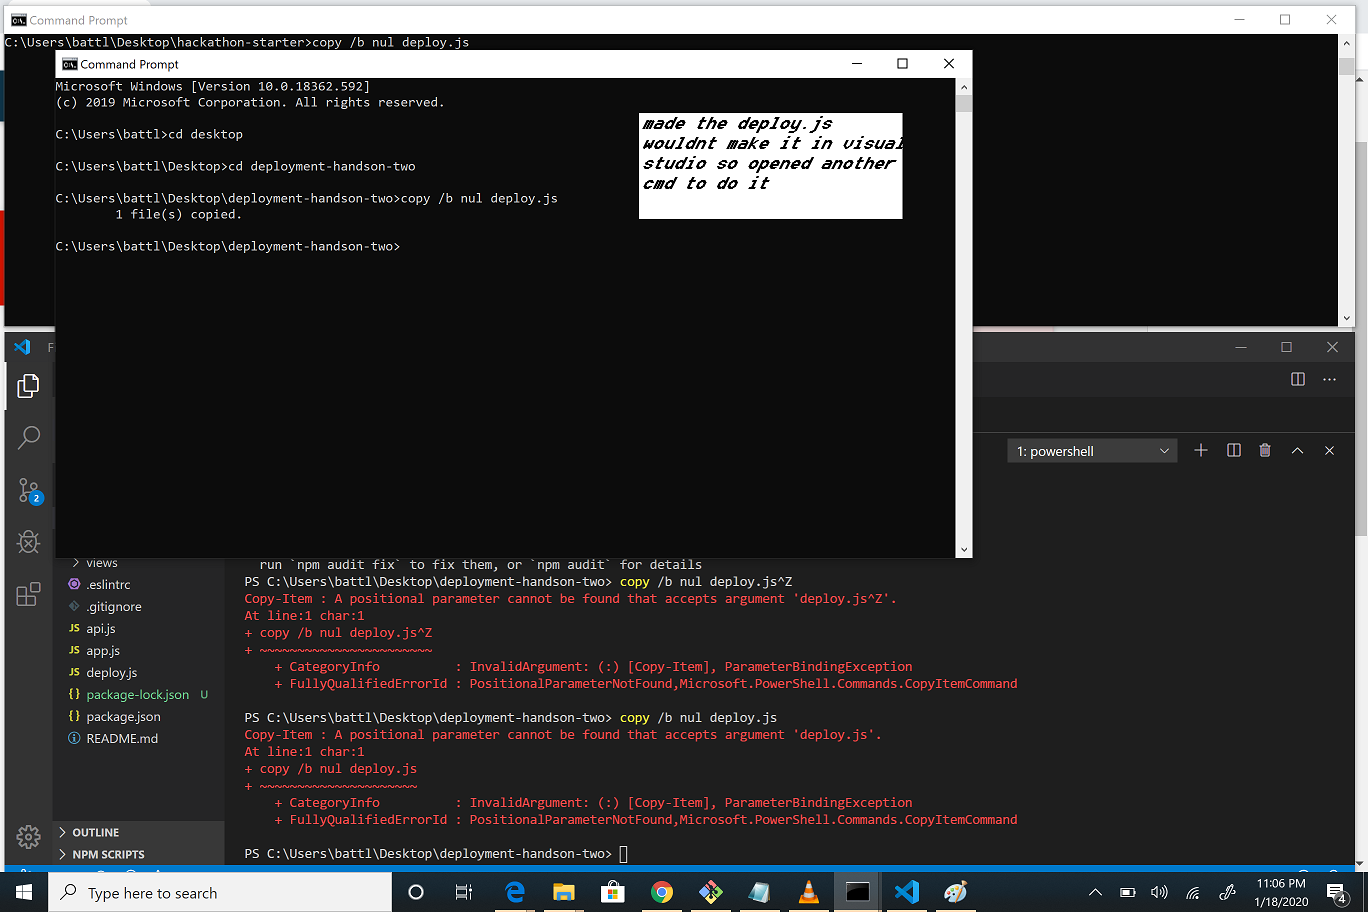 Command Prompt
C:\Users\battl\Desktop\hackathon-starter>copy /b nul deploy.js
Command Prompt
Microsoft Windows [Version 10.0.18362.592]
(c) 2019 Microsoft Corporation. All rights reserved.
C:\Users\battl>cd desktop
C:\Users\battl\Desktop>cd deployment-handson-two
C:\Users\battl\Desktop\deployment-handson-two>copy /b nul deploy.js
1 file(s) copied.
C:\Users\battl\Desktop\deployment-handson-two>
made the deploy.js
wouldnt make it in visual
studio so opened another
cmd to do it
F
1: powershell
2
views
.eslintrc
.gitignore
JS api.js
JS app.js
JS deploy.js
{} package-lock.json U
{} package.json
README.md
OUTLINE
NPM SCRIPTS
run `npm audit fix` to fix them, or `npm audit` for details
PS C:\Users\battl\Desktop\deployment-handson-two> copy /b nul deploy.js^Z
Copy-Item : A positional parameter cannot be found that accepts argument 'deploy.js^Z'.
At line:1 char:1
+ copy /b nul deploy.js^Z
+ ~~~~~~~~~~~~~~~~~~~~~~~
+ CategoryInfo : InvalidArgument: (:) [Copy-Item], ParameterBindingException
+ FullyQualifiedErrorId : PositionalParameterNotFound,Microsoft.PowerShell.Commands.CopyItemCommand
PS C:\Users\battl\Desktop\deployment-handson-two> copy /b nul deploy.js
Copy-Item : A positional parameter cannot be found that accepts argument 'deploy.js'.
At line:1 char:1
+ copy /b nul deploy.js
+ ~~~~~~~~~~~~~~~~~~~~~
+ CategoryInfo : InvalidArgument: (:) [Copy-Item], ParameterBindingException
+ FullyQualifiedErrorId : PositionalParameterNotFound,Microsoft.PowerShell.Commands.CopyItemCommand
PS C:\Users\battl\Desktop\deployment-handson-two>
Type here to search
11:06 PM
1/18/2020
4